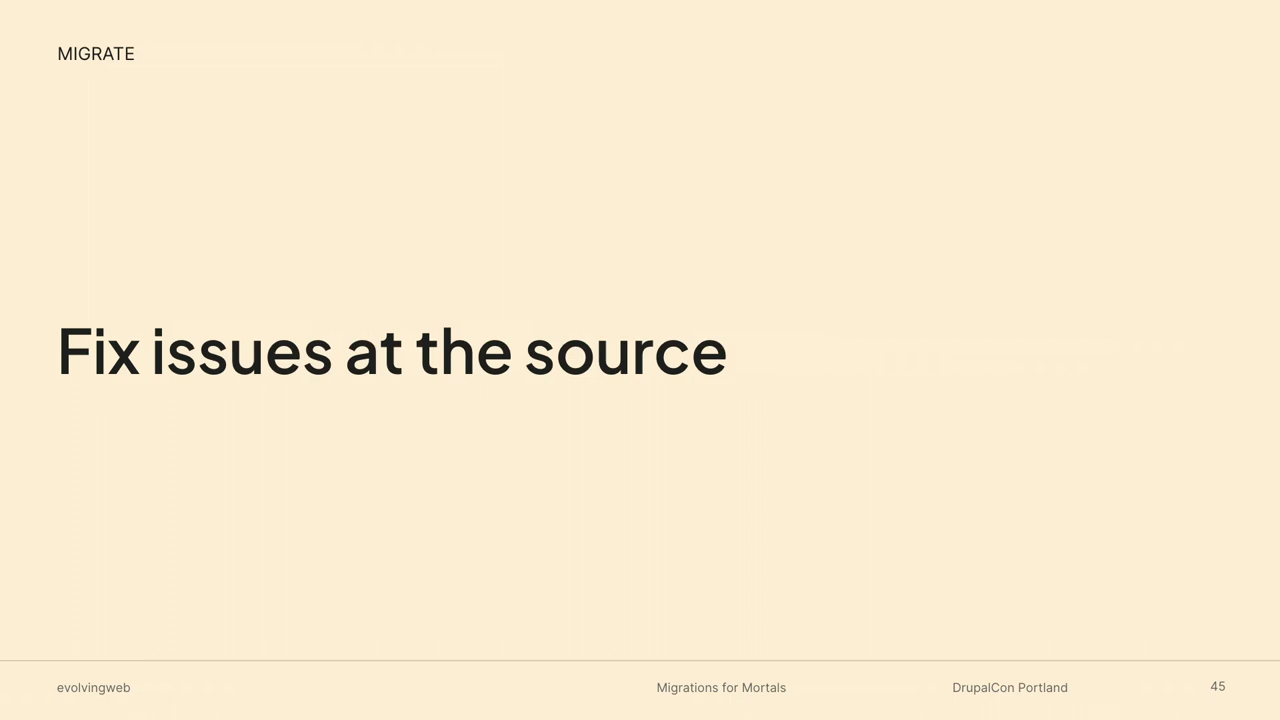 MIGRATE
Fix issues at the source
evolvingweb
Migrations for Mortals
DrupalCon Portland
45